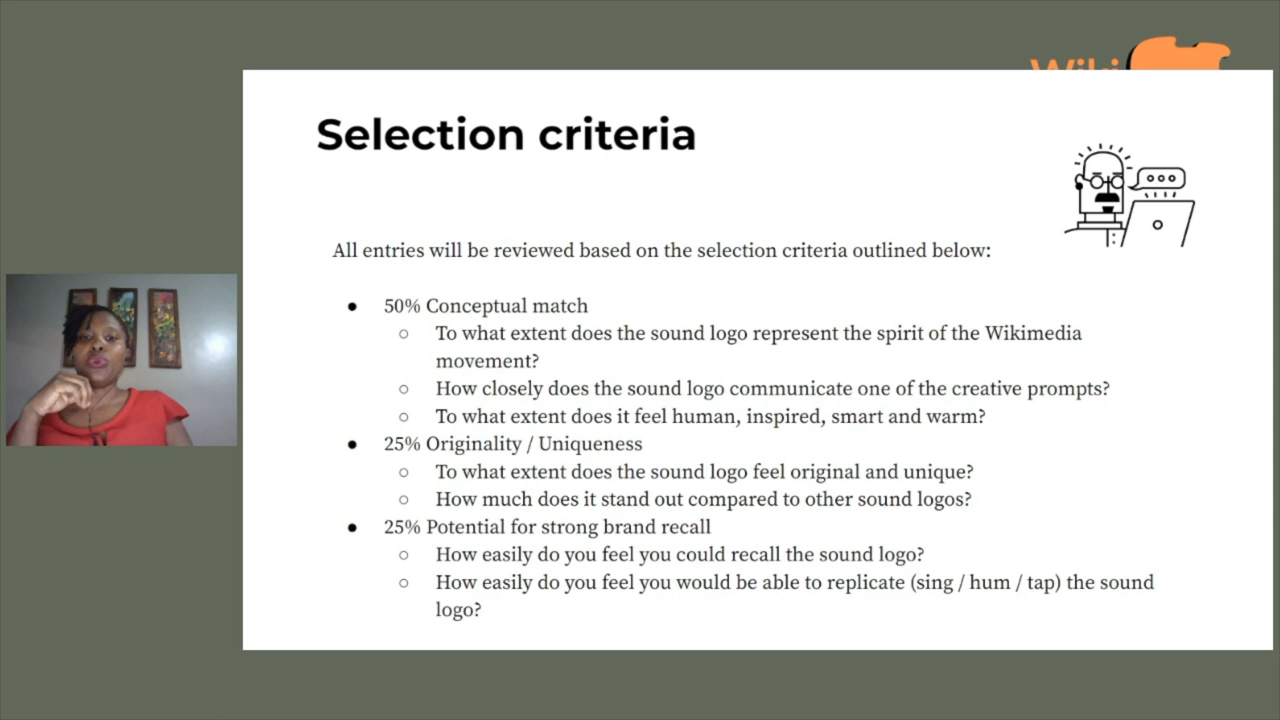 Wiki
Selection criteria
All entries will be reviewed based on the selection criteria outlined below:
● 50% Conceptual match
○ To what extent does the sound logo represent the spirit of the Wikimedia
movement?
○ How closely does the sound logo communicate one of the creative prompts?
○ To what extent does it feel human, inspired, smart and warm?
● 25% Originality / Uniqueness
○ To what extent does the sound logo feel original and unique?
○ How much does it stand out compared to other sound logos?
● 25% Potential for strong brand recall
○ How easily do you feel you could recall the sound logo?
○ How easily do you feel you would be able to replicate (sing / hum / tap) the sound
logo?